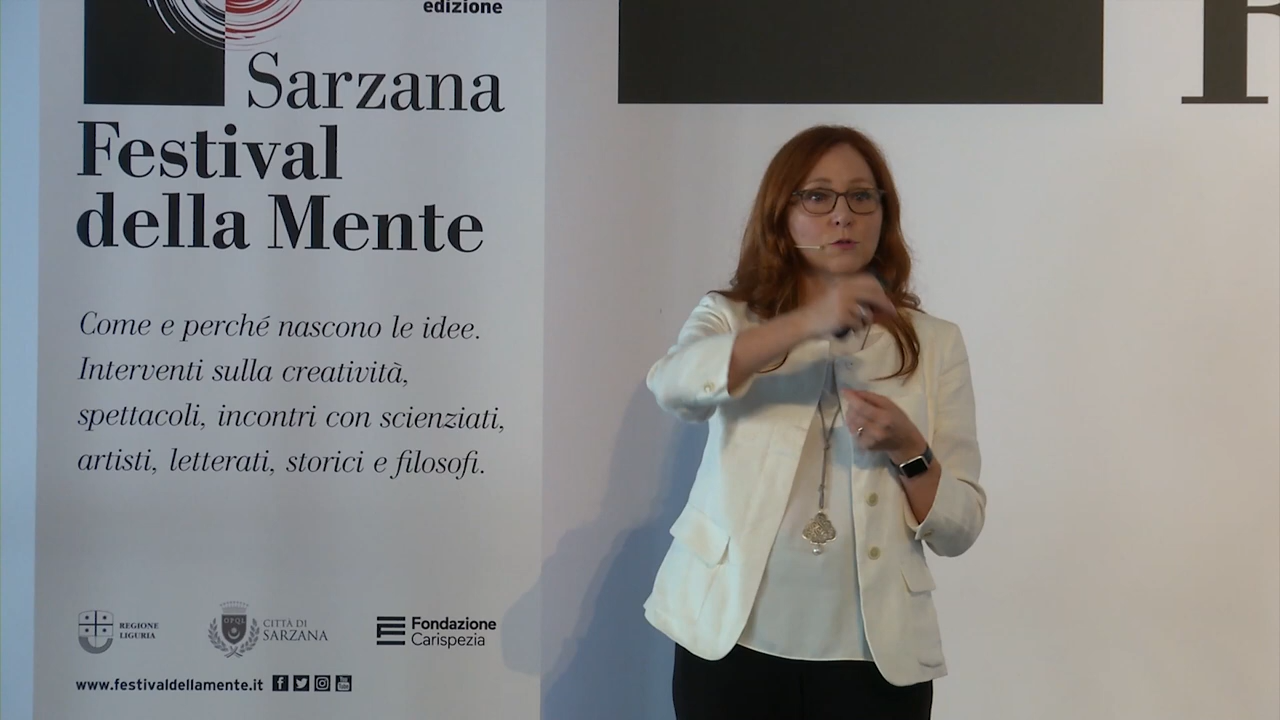 edizione
Sarzana
Festival
della Mente
Come e perché nascono le idee.
Interventi sulla creatività,
spettacoli, incontri con scienziati,
artisti, letterati, storici e filosofi.
REGIONE
LIGURIA
CITTÀ DI
SARZANA
Fondazione
Carispezia
www.festivaldellamente.it